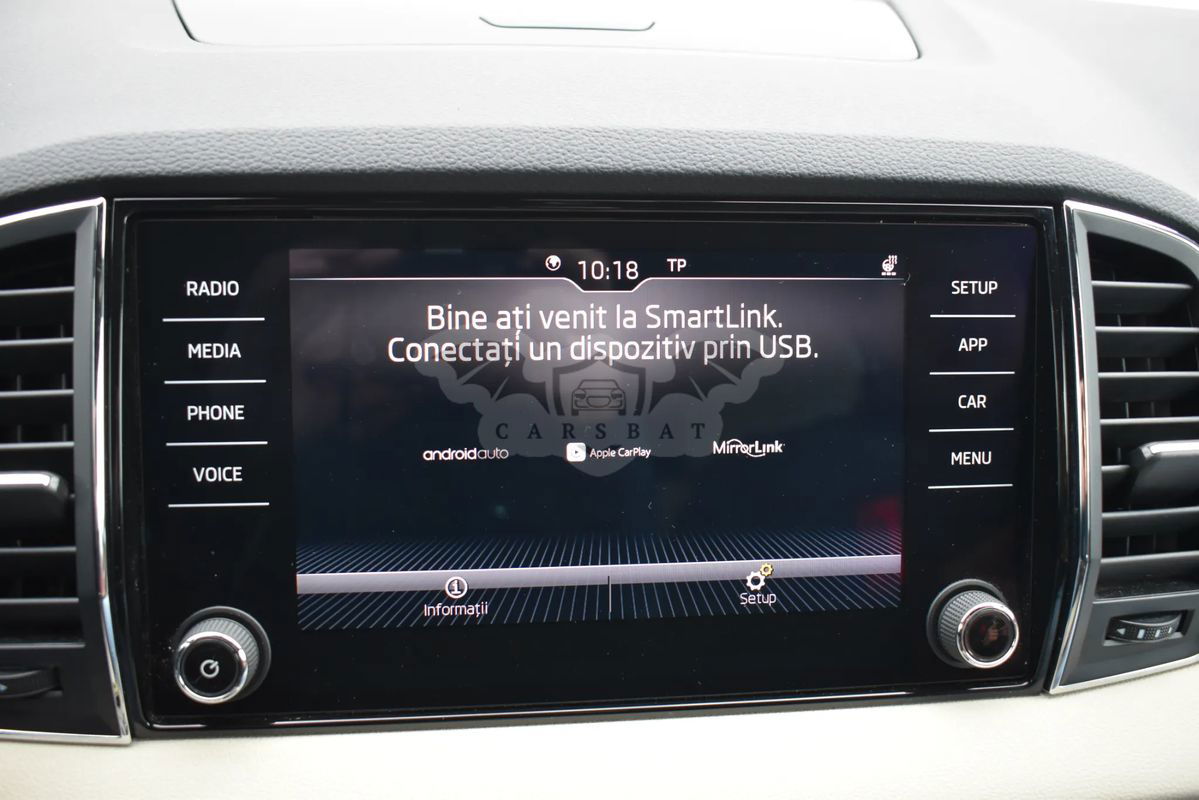 10:18 TP
RADIO
MEDIA
PHONE
VOICE
Bine ați venit la SmartLink.
Conectați un dispozitiv prin USB.
CARSBAT
androidauto
Apple CarPlay
MirrorLink
Informații
Setup
SETUP
APP
CAR
MENU